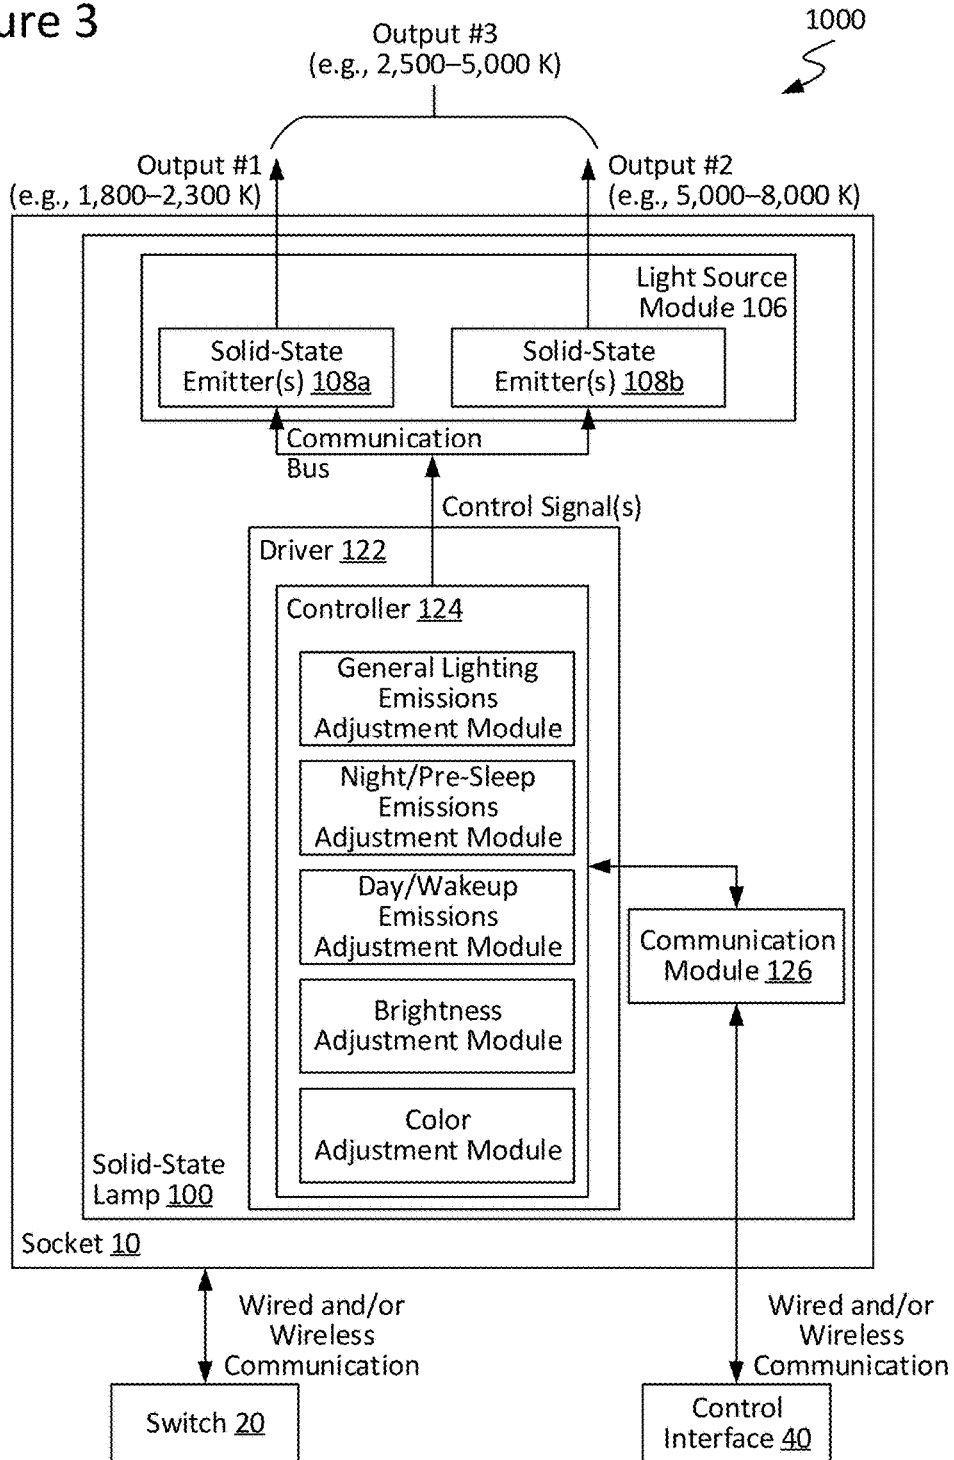 ure 3
1000
Output #3
(e.g., 2,500–5,000 K)
Output #1
(e.g., 1,800–2,300 K)
Output #2
(e.g., 5,000–8,000 K)
Light Source
Module 106
Solid-State
Emitter(s) 108a
Solid-State
Emitter(s) 108b
Communication
Bus
Control Signal(s)
Driver 122
Controller 124
General Lighting
Emissions
Adjustment Module
Night/Pre-Sleep
Emissions
Adjustment Module
Day/Wakeup
Emissions
Adjustment Module
Communication
Module 126
Brightness
Adjustment Module
Color
Adjustment Module
Solid-State
Lamp 100
Socket 10
Wired and/or
Wireless
Communication
Wired and/or
Wireless
Communication
Switch 20
Control
Interface 40